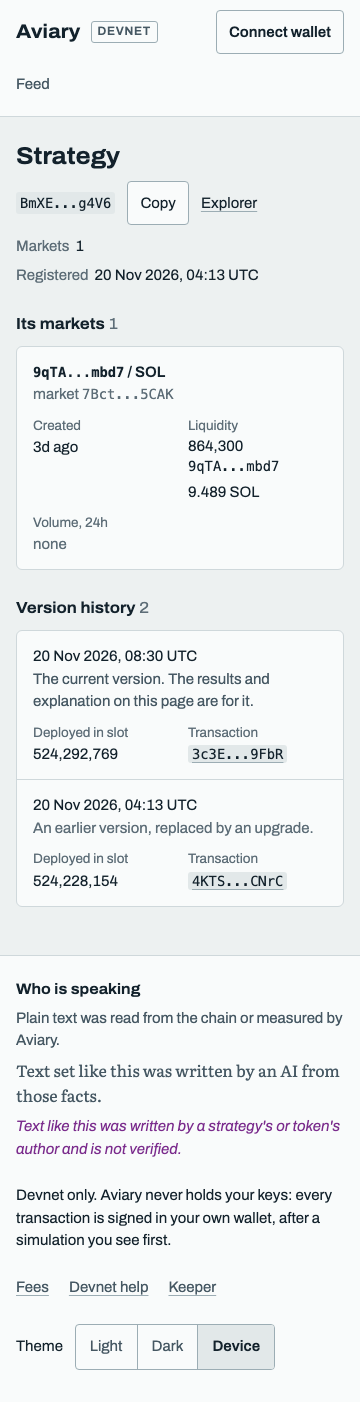 Aviary DEVNET Connect wallet
Feed
Strategy
BmXE...g4V6 Copy Explorer
Markets 1
Registered 20 Nov 2026, 04:13 UTC
Its markets 1
9qTA...mbd7 / SOL
market 7Bct...5CAK
Created Liquidity
3d ago 864,300
9qTA...mbd7
9.489 SOL
Volume, 24h
none
Version history 2
20 Nov 2026, 08:30 UTC
The current version. The results and
explanation on this page are for it.
Deployed in slot Transaction
524,292,769 3c3E...9FbR
20 Nov 2026, 04:13 UTC
An earlier version, replaced by an upgrade.
Deployed in slot Transaction
524,228,154 4KTS...CNrC
Who is speaking
Plain text was read from the chain or measured by
Aviary.
Text set like this was written by an AI from
those facts.
Text like this was written by a strategy's or token's
author and is not verified.
Devnet only. Aviary never holds your keys: every
transaction is signed in your own wallet, after a
simulation you see first.
Fees Devnet help Keeper
Theme Light Dark Device